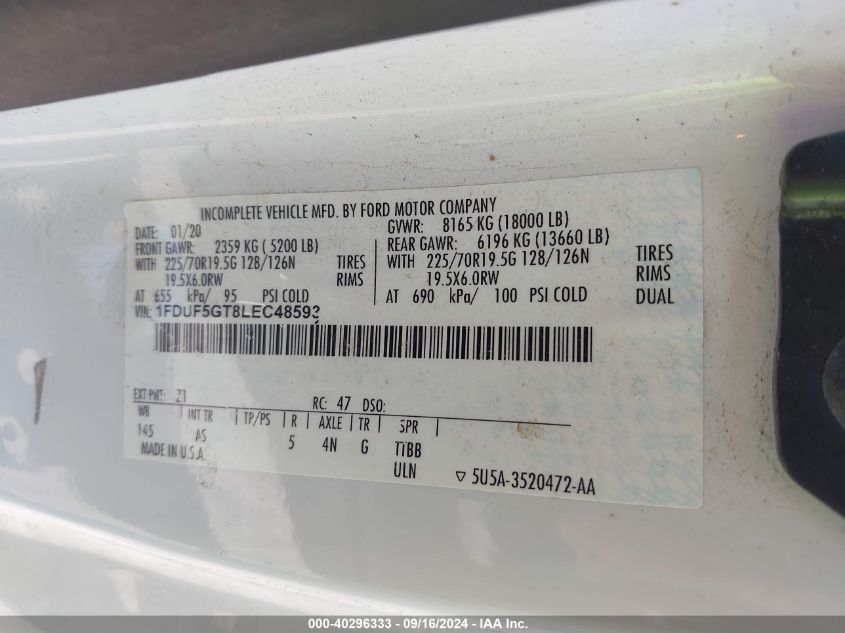 INCOMPLETE VEHICLE MFD. BY FORD MOTOR COMPANY
DATE: 01/20 GVWR: 8165 KG (18000 LB)
FRONT GAWR: 2359 KG ( 5200 LB) REAR GAWR: 6196 KG (13660 LB)
WITH 225/70R19.5G 128/126N TIRES WITH 225/70R19.5G 128/126N TIRES
19.5X6.0RW RIMS 19.5X6.0RW RIMS
AT 655 kPa/ 95 PSI COLD AT 690 kPa/ 100 PSI COLD DUAL
VIN: 1FDUF5GT8LEC48593
EXT PNT: Z1 RC: 47 DSO:
WB INT TR TP/PS R AXLE TR SPR
145 AS 5 4N G TTBB
MADE IN U.S.A. ULN ▽ 5U5A-3520472-AA
000-40296333 - 09/16/2024 - IAA Inc.